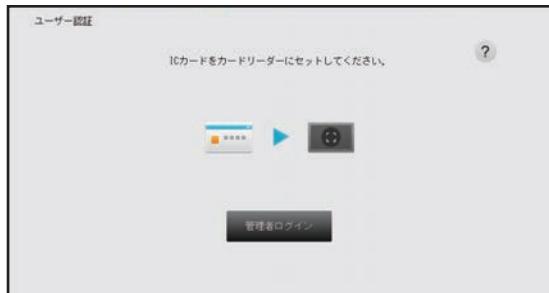 ユーザー認証
ICカードをカードリーダーにセットしてください。
?
管理者ログイン